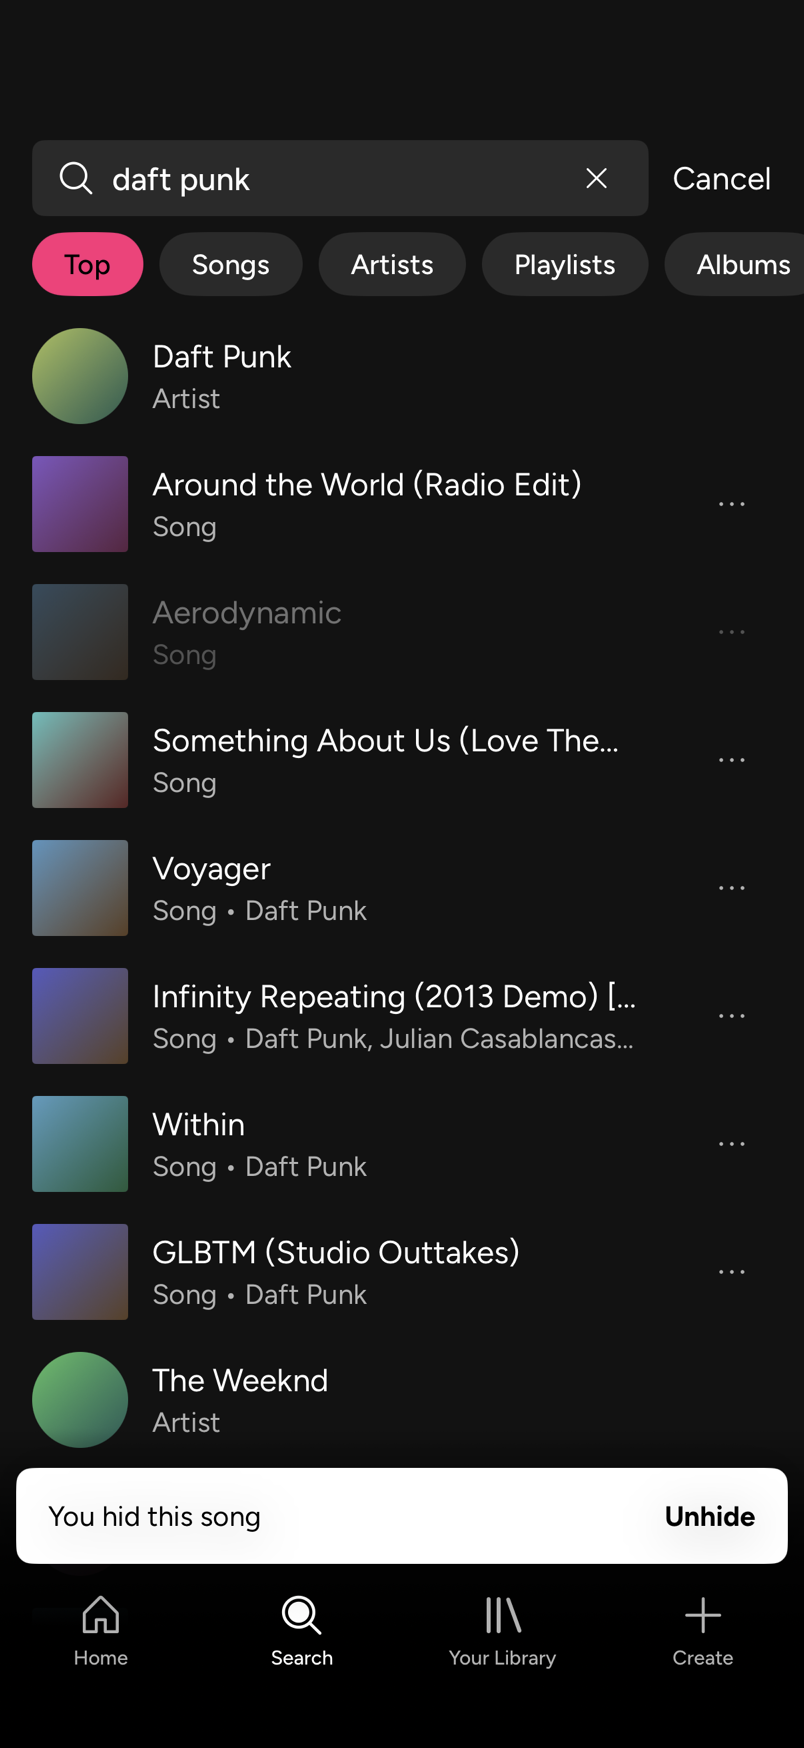 daft punk
Cancel
Top
Songs
Artists
Playlists
Albums
Daft Punk
Artist
Around the World (Radio Edit)
Song
Aerodynamic
Song
Something About Us (Love The...
Song
Voyager
Song • Daft Punk
Infinity Repeating (2013 Demo) [...
Song • Daft Punk, Julian Casablancas...
Within
Song • Daft Punk
GLBTM (Studio Outtakes)
Song • Daft Punk
The Weeknd
Artist
You hid this song
Unhide
Home
Search
Your Library
Create